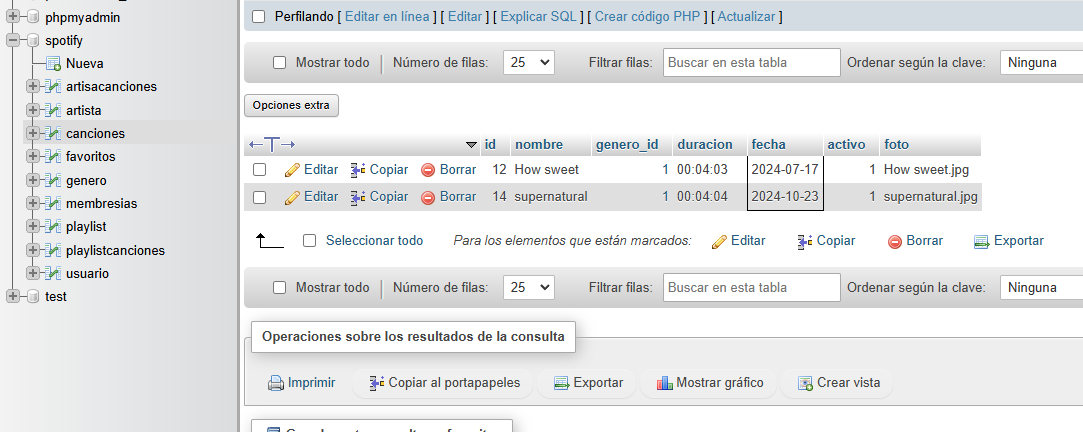 phpmyadmin
spotify
Nueva
artisacanciones
artista
canciones
favoritos
genero
membresias
playlist
playlistcanciones
usuario
test
Perfilando [ Editar en línea ] [ Editar ] [ Explicar SQL ] [ Crear código PHP ] [ Actualizar ]
Mostrar todo Número de filas: 25 Filtrar filas: Buscar en esta tabla Ordenar según la clave: Ninguna
Opciones extra
id nombre genero_id duracion fecha activo foto
Editar Copiar Borrar 12 How sweet 1 00:04:03 2024-07-17 1 How sweet.jpg
Editar Copiar Borrar 14 supernatural 1 00:04:04 2024-10-23 1 supernatural.jpg
Seleccionar todo Para los elementos que están marcados: Editar Copiar Borrar Exportar
Mostrar todo Número de filas: 25 Filtrar filas: Buscar en esta tabla Ordenar según la clave: Ninguna
Operaciones sobre los resultados de la consulta
Imprimir Copiar al portapapeles Exportar Mostrar gráfico Crear vista